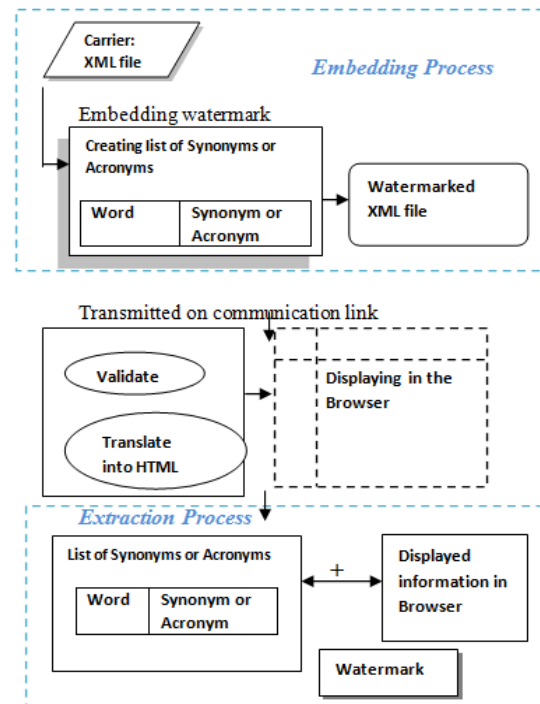 Carrier:
XML file
Embedding Process
Embedding watermark
Creating list of Synonyms or
Acronyms
Word
Synonym or
Acronym
Watermarked
XML file
Transmitted on communication link
Validate
Translate
into HTML
Displaying in the
Browser
Extraction Process
List of Synonyms or Acronyms
Word
Synonym or
Acronym
+
Displayed
information in
Browser
Watermark